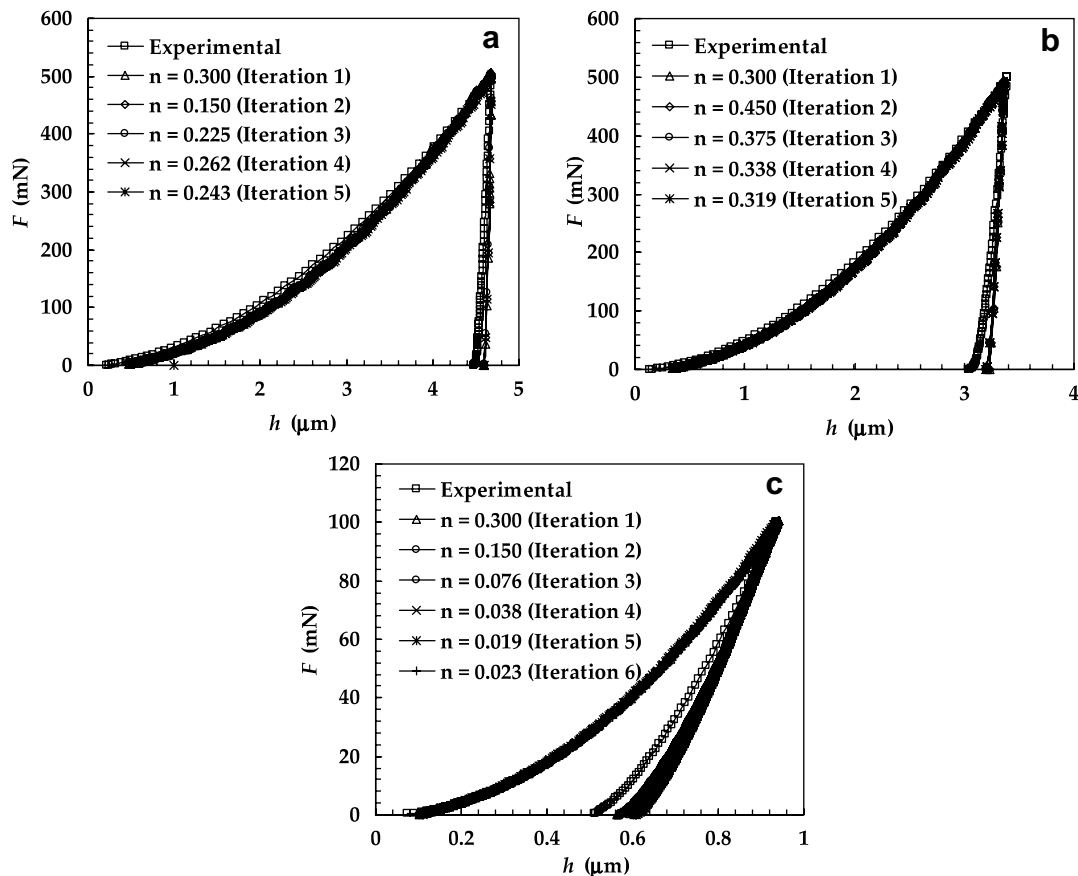 a
600
500
400
300
200
100
0
F (mN)
Experimental
n = 0.300 (Iteration 1)
n = 0.150 (Iteration 2)
n = 0.225 (Iteration 3)
n = 0.262 (Iteration 4)
n = 0.243 (Iteration 5)
0 1 2 3 4 5
h (μm)
b
600
500
400
300
200
100
0
F (mN)
Experimental
n = 0.300 (Iteration 1)
n = 0.450 (Iteration 2)
n = 0.375 (Iteration 3)
n = 0.338 (Iteration 4)
n = 0.319 (Iteration 5)
0 1 2 3 4
h (μm)
c
120
100
80
60
40
20
0
F (mN)
Experimental
n = 0.300 (Iteration 1)
n = 0.150 (Iteration 2)
n = 0.076 (Iteration 3)
n = 0.038 (Iteration 4)
n = 0.019 (Iteration 5)
n = 0.023 (Iteration 6)
0 0.2 0.4 0.6 0.8 1
h (μm)